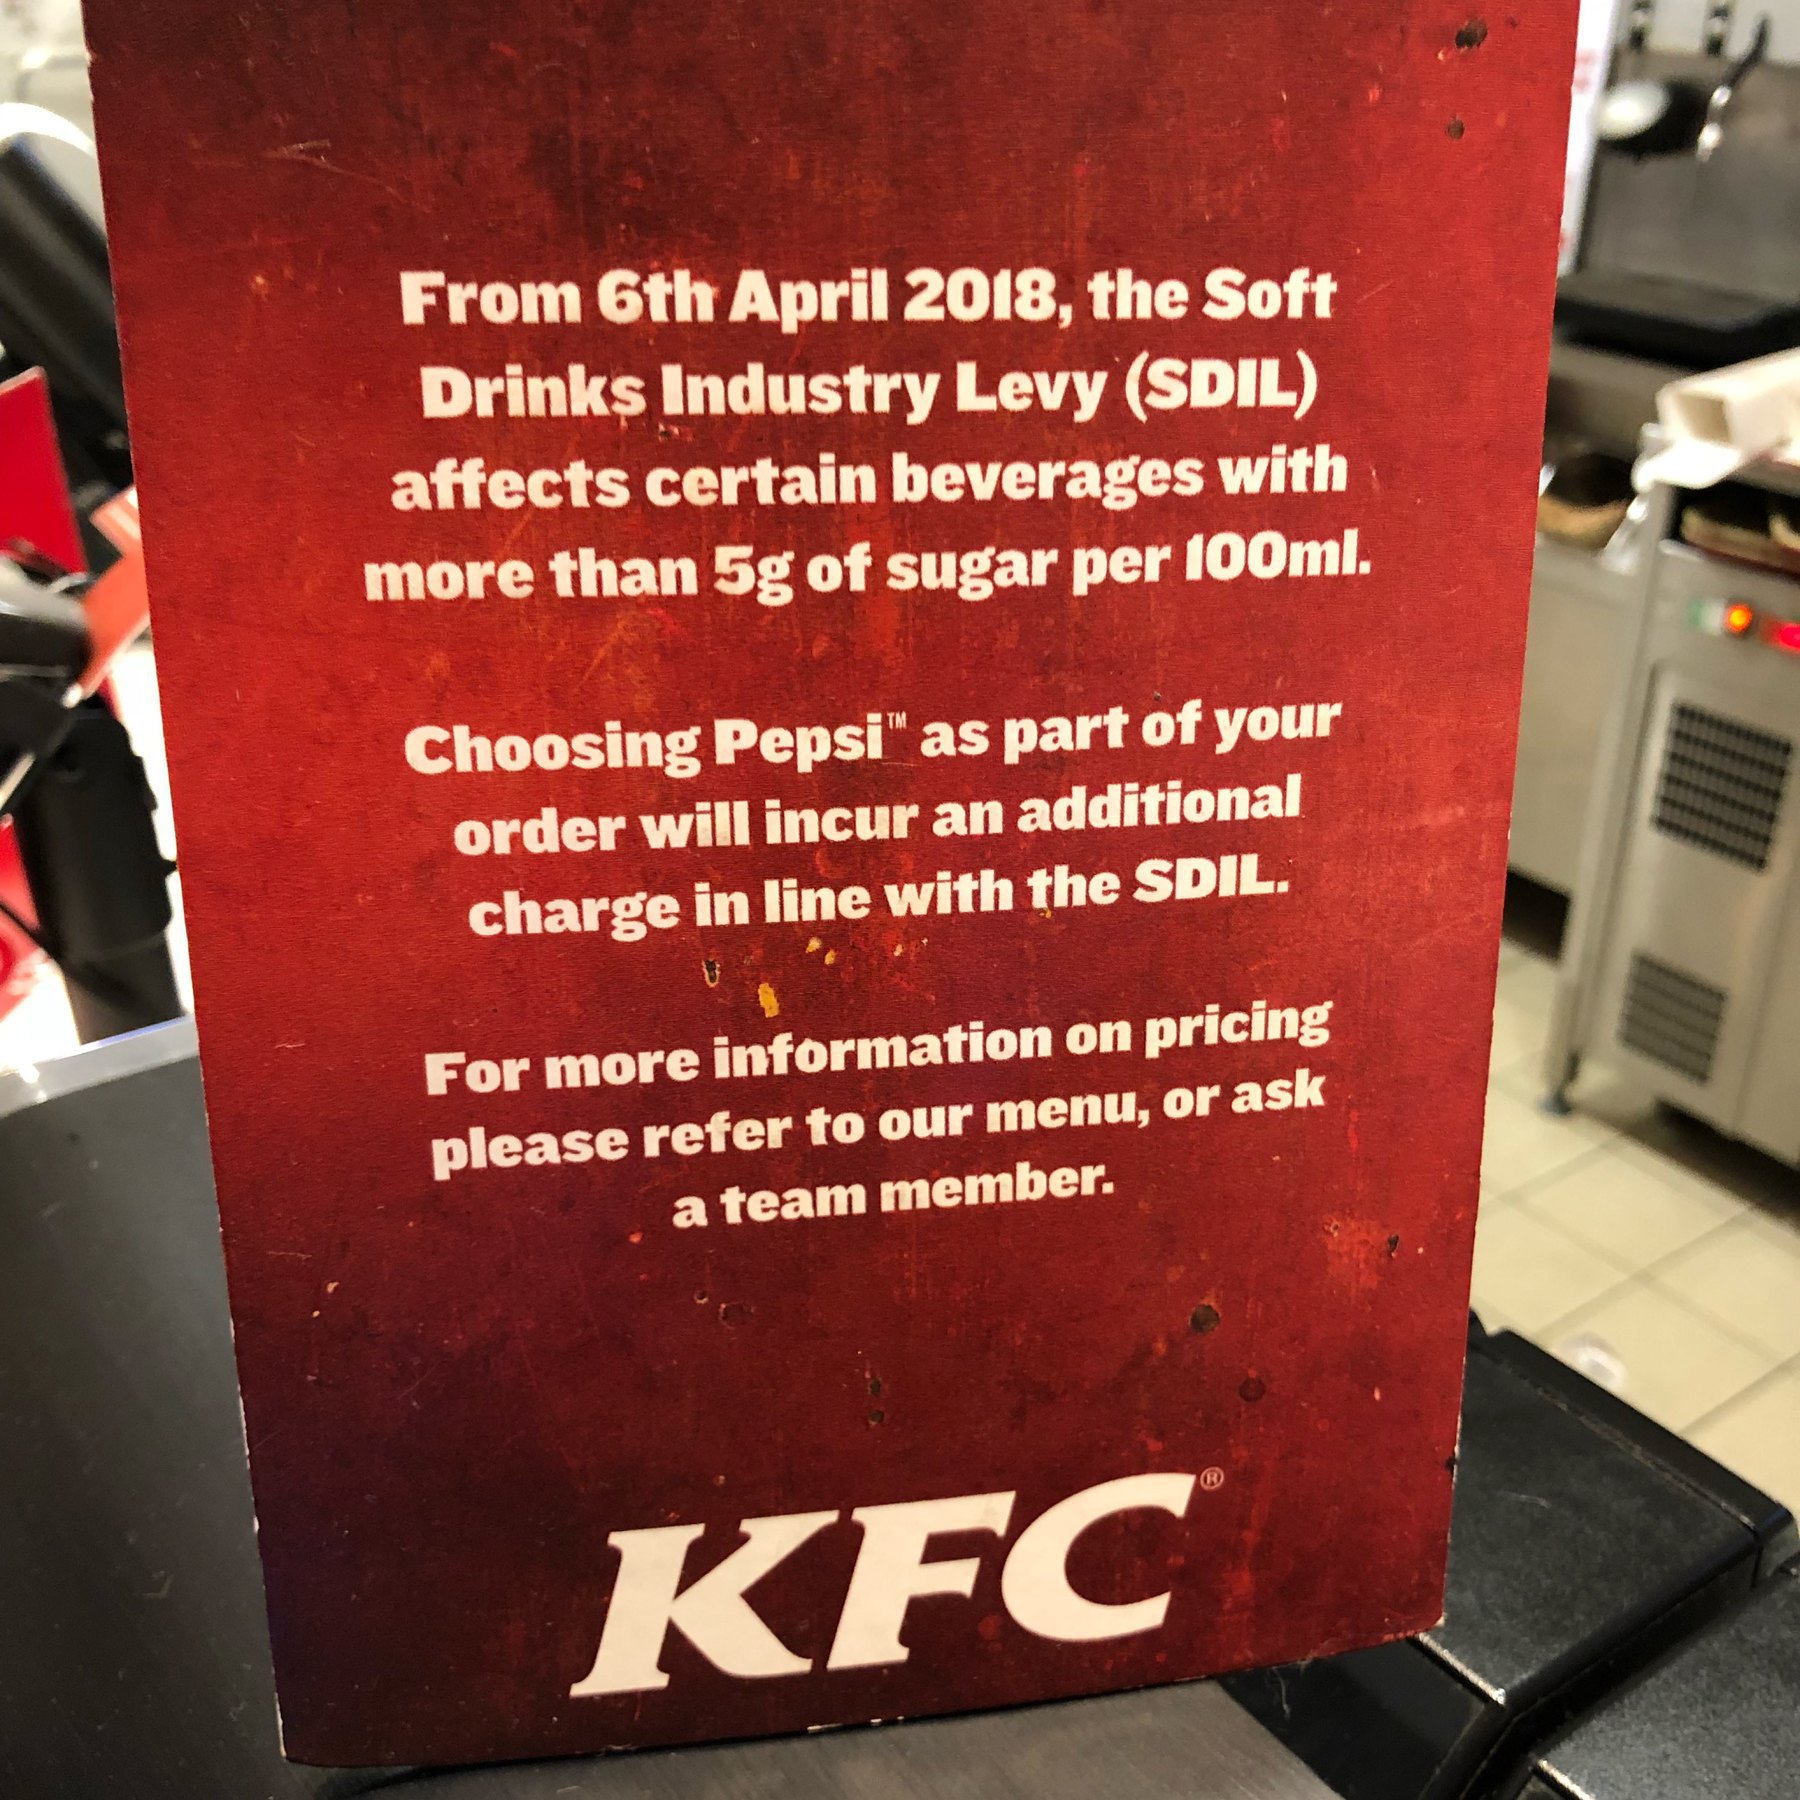 From 6th April 2018, the Soft
Drinks Industry Levy (SDIL)
affects certain beverages with
more than 5g of sugar per 100ml.
Choosing Pepsi™ as part of your
order will incur an additional
charge in line with the SDIL.
For more information on pricing
please refer to our menu, or ask
a team member.
KFC®